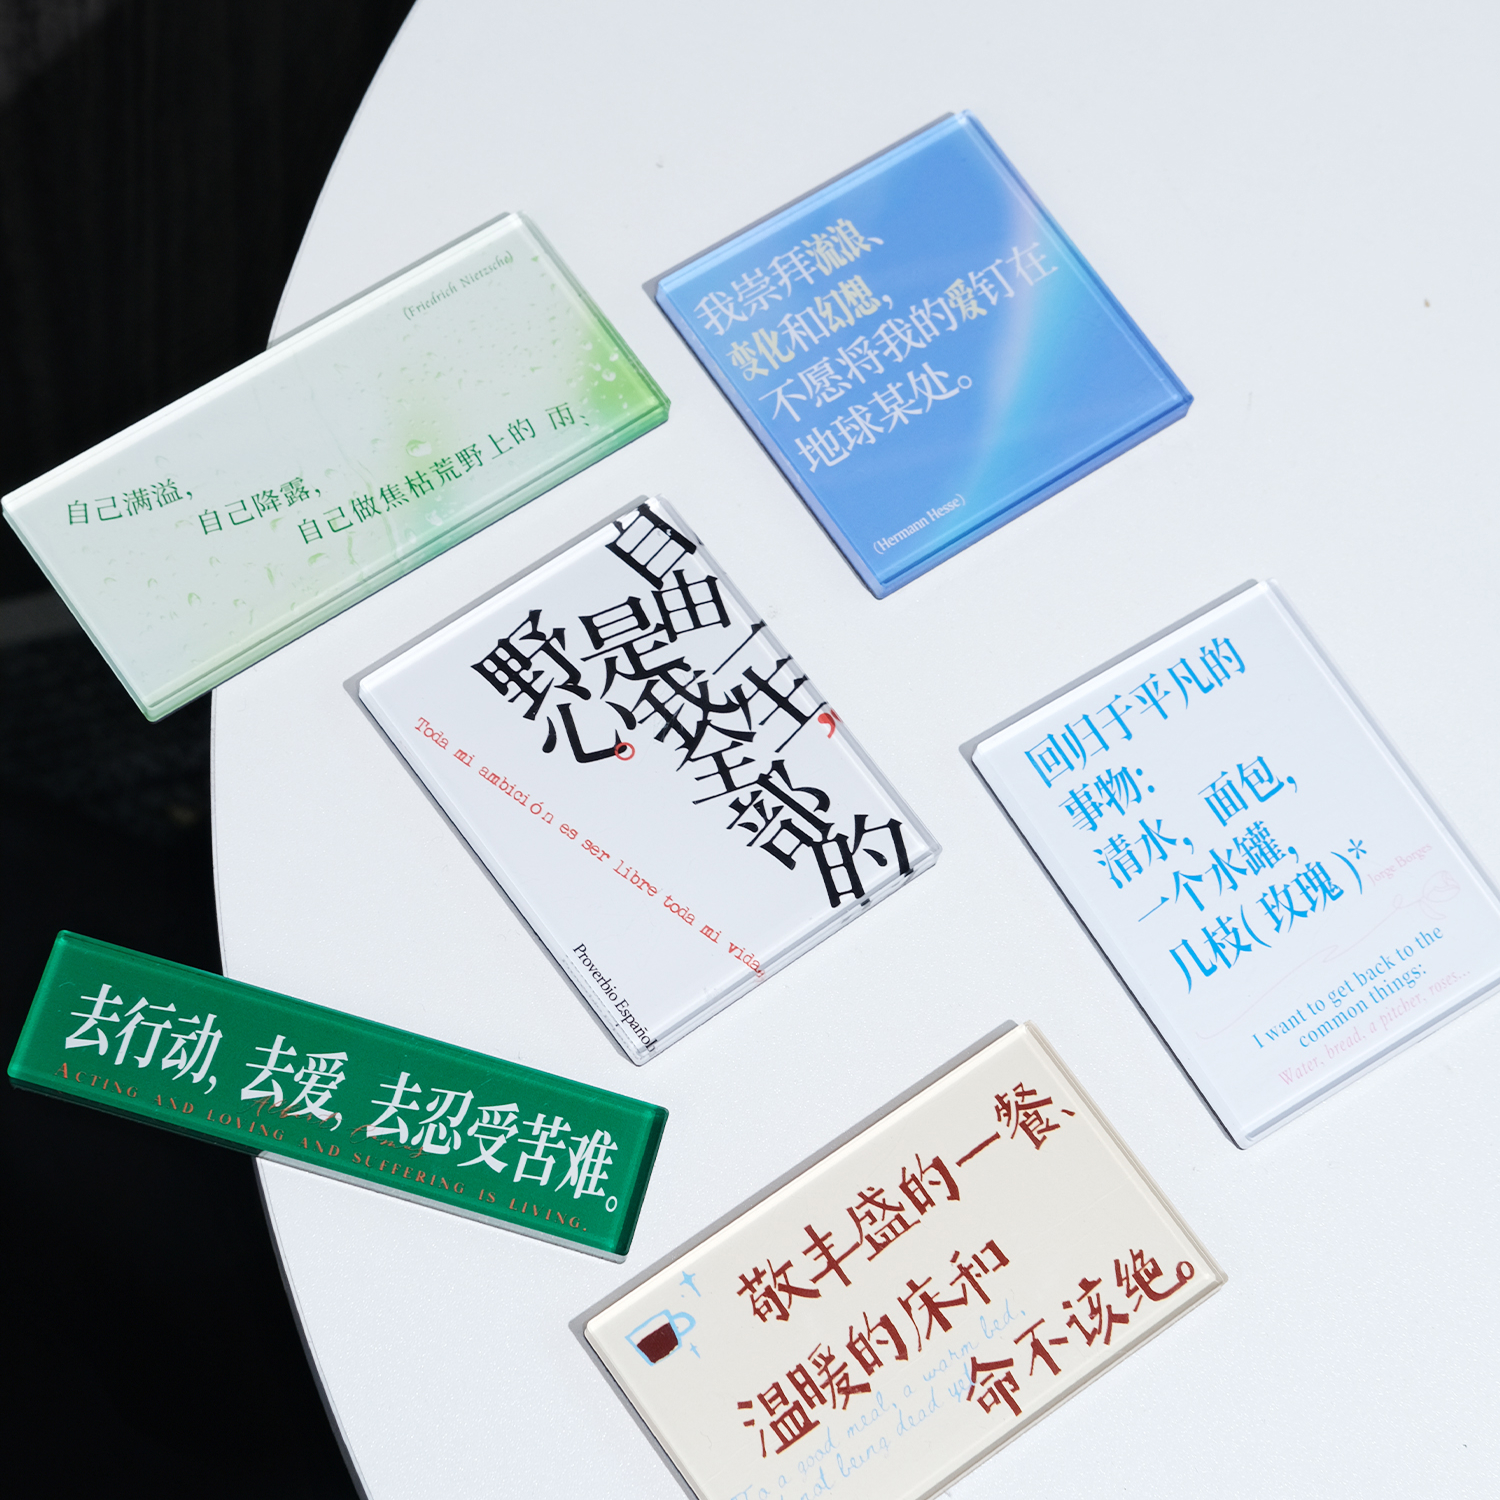 (Friedrich Nietzsche)
自己满溢，
自己降露，
自己做焦枯荒野上的 雨、
我崇拜流浪、
变化和幻想，
不愿将我的爱钉在
地球某处。
(Hermann Hesse)
自由一生，
是我全部的
野心。
Toda mi ambición es ser libre toda mi vida,
Proverbio Español
回归于平凡的
事物：
清水，面包，
一个水罐，
几枝(玫瑰)*
Jorge Borges
I want to get back to the
common things:
Water, bread, a pitcher, roses...
去行动，去爱，去忍受苦难。
Albert Camus
ACTING AND LOVING AND SUFFERING IS LIVING.
敬丰盛的一餐、
温暖的床和
命不该绝。
To a good meal, a warm bed,
not being dead yet